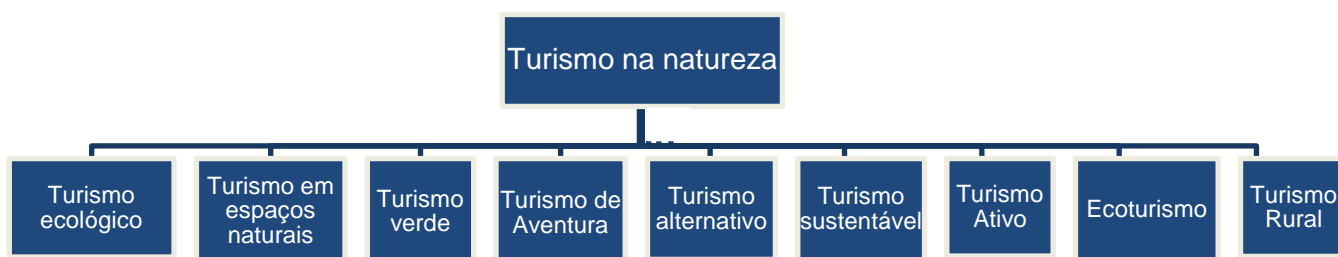 Turismo na natureza
Turismo
ecológico
Turismo em
espaços
naturais
Turismo
verde
Turismo de
Aventura
Turismo
alternativo
Turismo
sustentável
Turismo
Ativo
Ecoturismo
Turismo
Rural